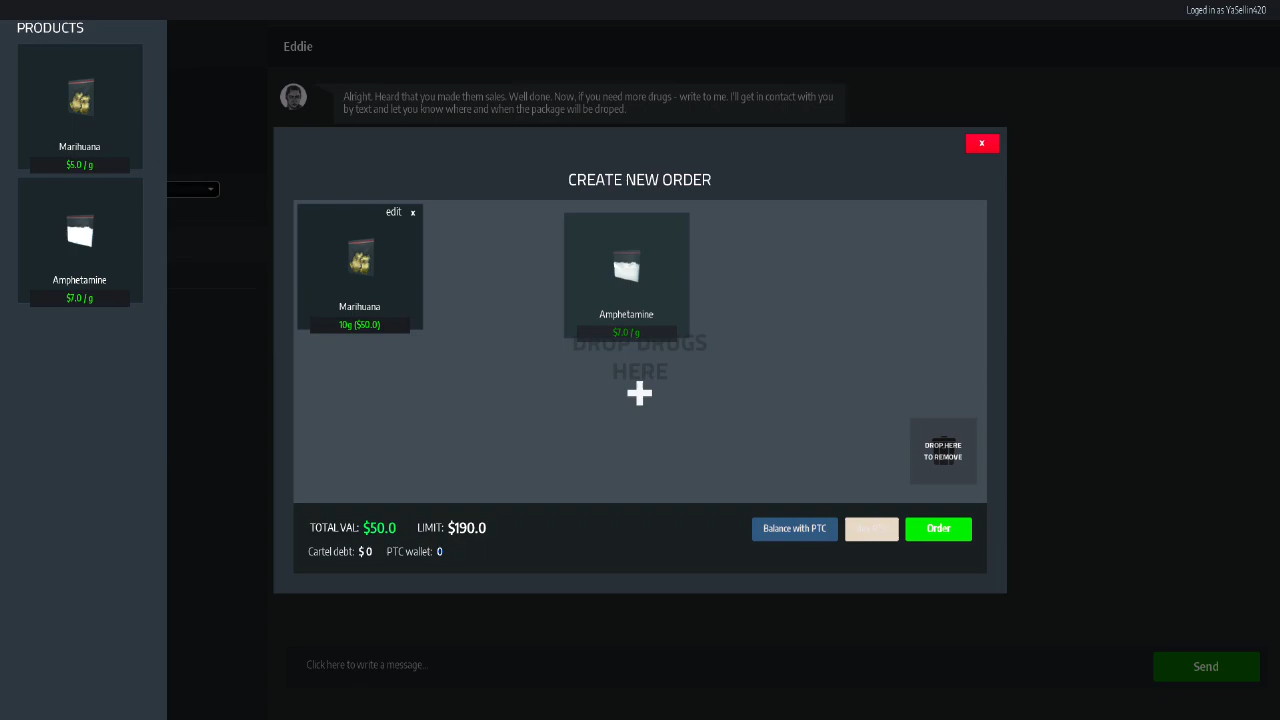 Loged in as YaSellin420
PRODUCTS
Marihuana
$5.0 / g
Amphetamine
$7.0 / g
Eddie
Alright. Heard that you made them sales. Well done. Now, if you need more drugs - write to me. I'll get in contact with you
by text and let you know where and when the package will be droped.
x
CREATE NEW ORDER
edit x
Marihuana
10g ($50.0)
Amphetamine
$7.0 / g
DROP DRUGS
HERE
DROP HERE
TO REMOVE
TOTAL VAL: $50.0 LIMIT: $190.0
Cartel debt: $ 0 PTC wallet: 0
Balance with PTC
Order
Click here to write a message...
Send